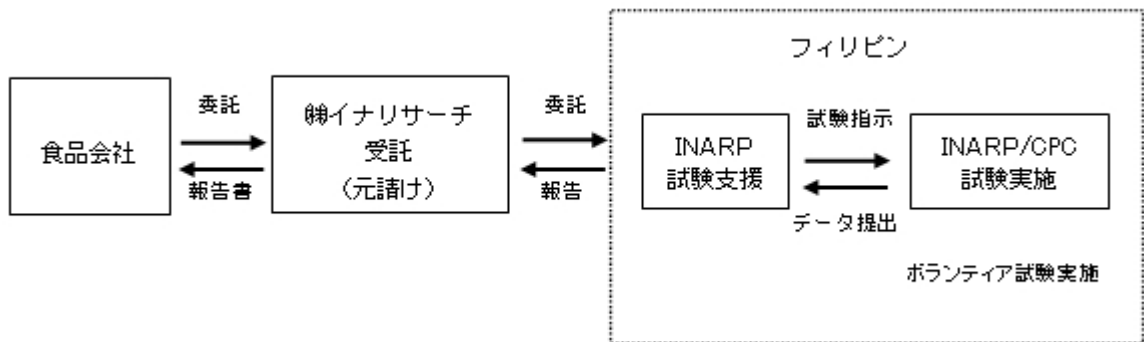 フィリピン
食品会社
委託
報告書
㈱イナリサーチ
受託
（元請け）
委託
報告
INARP
試験支援
試験指示
データ提出
INARP/CPC
試験実施
ボランティア試験実施